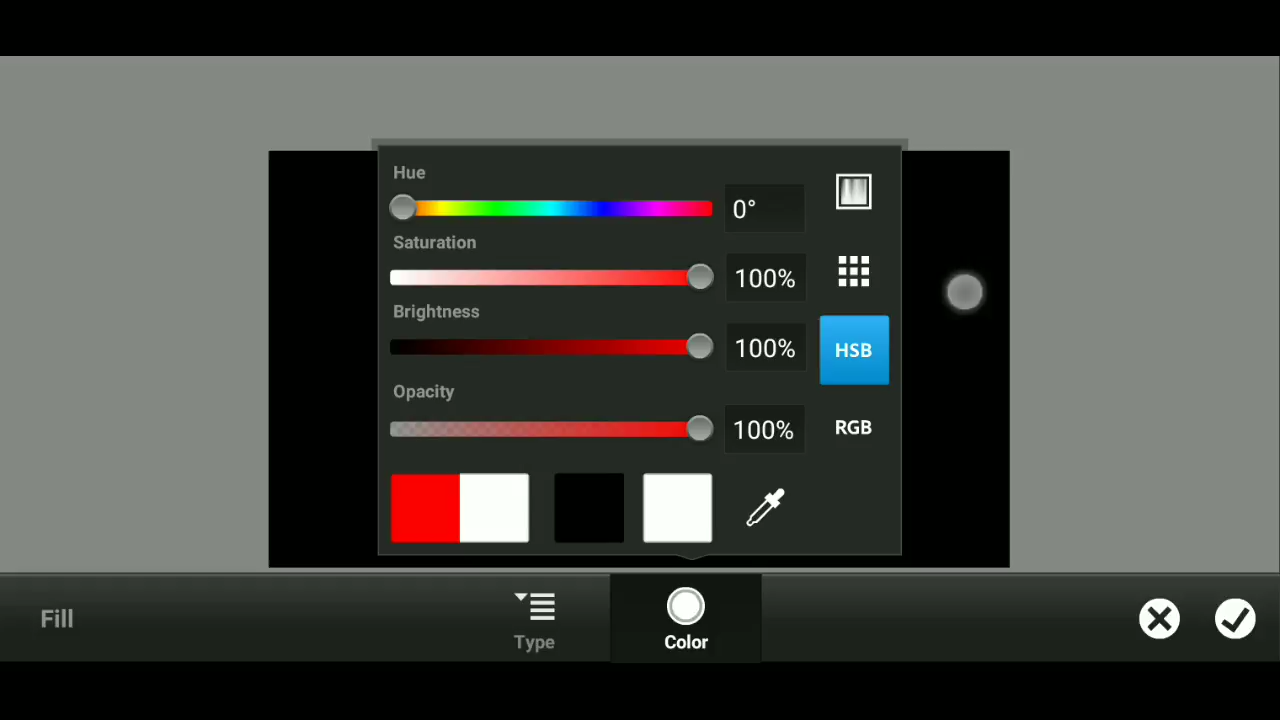 Hue
0°
Saturation
100%
Brightness
100%
HSB
Opacity
100%
RGB
Fill
Type
Color